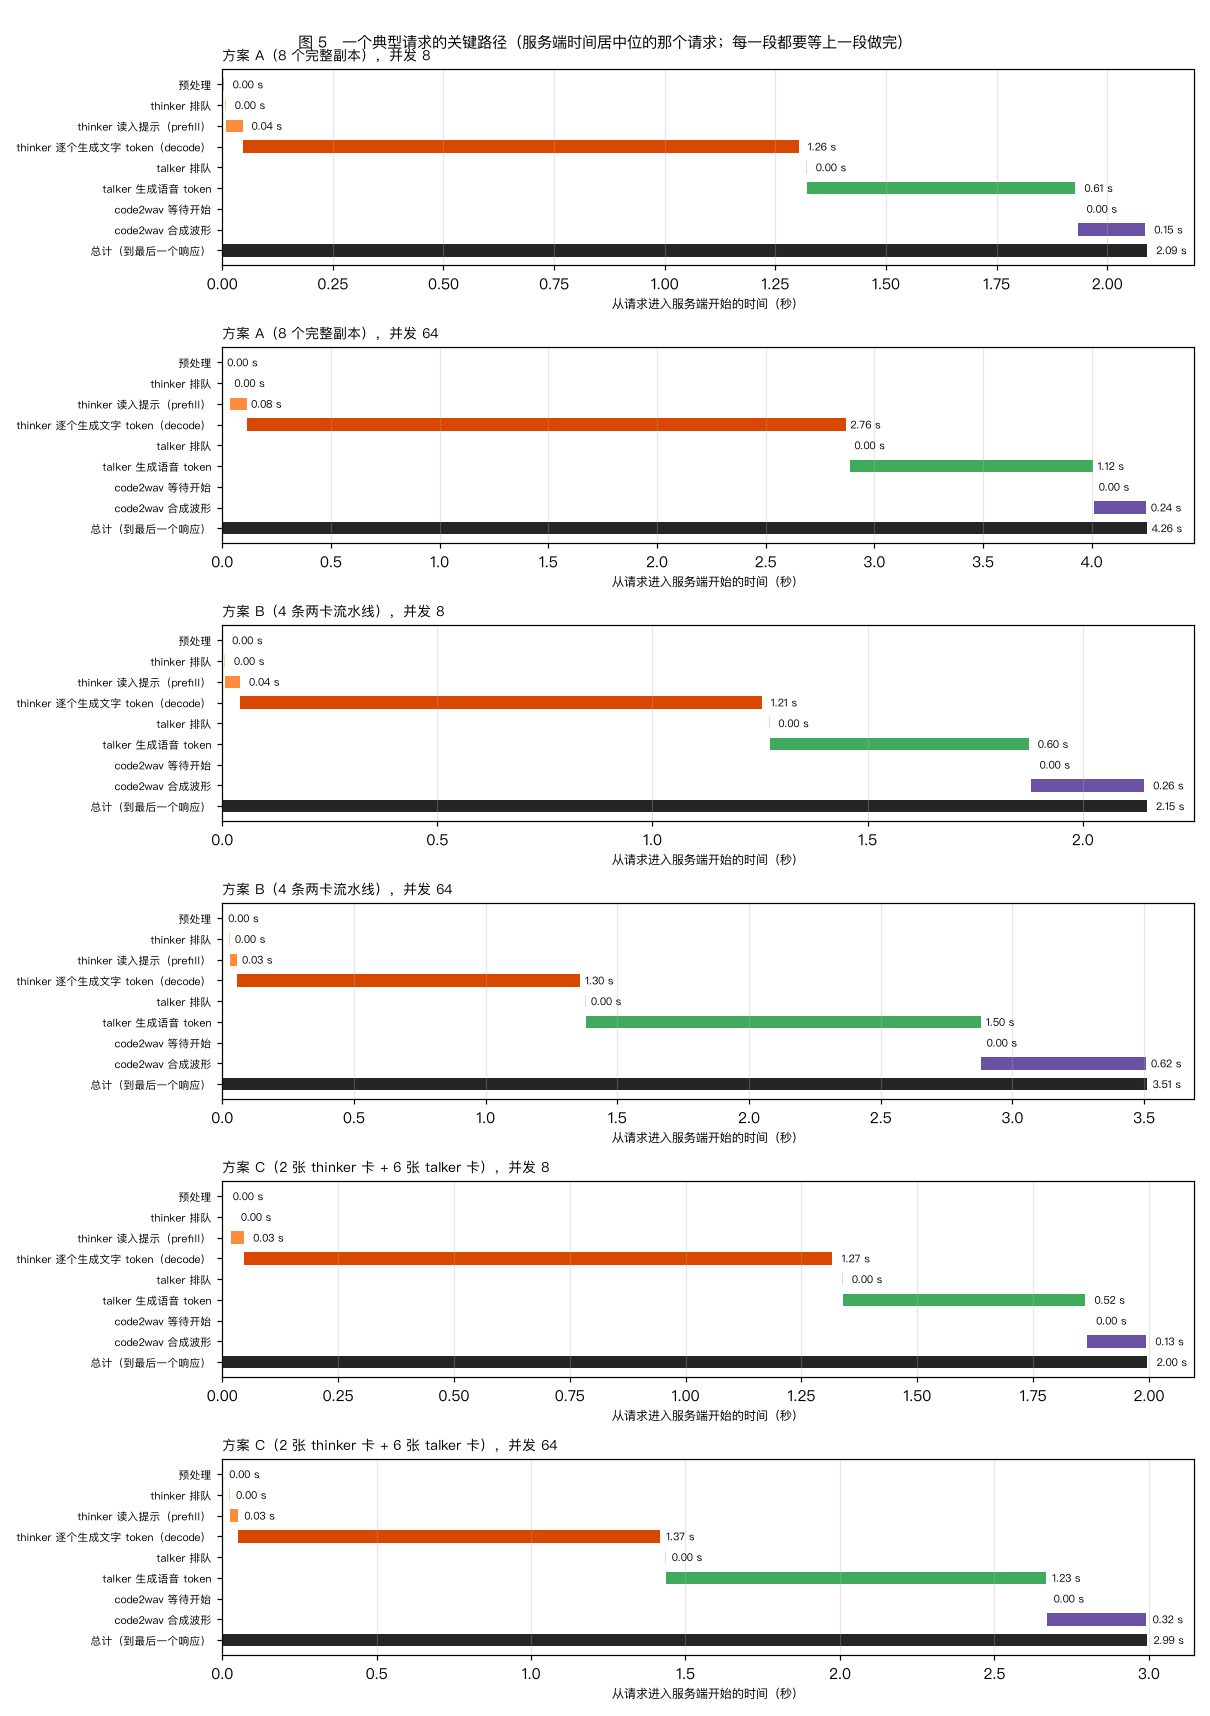 图 5　一个典型请求的关键路径（服务端时间居中位的那个请求；每一段都要等上一段做完）
方案 A（8 个完整副本），并发 8
预处理 0.00 s
thinker 排队 0.00 s
thinker 读入提示（prefill） 0.04 s
thinker 逐个生成文字 token（decode） 1.26 s
talker 排队 0.00 s
talker 生成语音 token 0.61 s
code2wav 等待开始 0.00 s
code2wav 合成波形 0.15 s
总计（到最后一个响应） 2.09 s
0.00 0.25 0.50 0.75 1.00 1.25 1.50 1.75 2.00
从请求进入服务端开始的时间（秒）
方案 A（8 个完整副本），并发 64
预处理 0.00 s
thinker 排队 0.00 s
thinker 读入提示（prefill） 0.08 s
thinker 逐个生成文字 token（decode） 2.76 s
talker 排队 0.00 s
talker 生成语音 token 1.12 s
code2wav 等待开始 0.00 s
code2wav 合成波形 0.24 s
总计（到最后一个响应） 4.26 s
0.0 0.5 1.0 1.5 2.0 2.5 3.0 3.5 4.0
从请求进入服务端开始的时间（秒）
方案 B（4 条两卡流水线），并发 8
预处理 0.00 s
thinker 排队 0.00 s
thinker 读入提示（prefill） 0.04 s
thinker 逐个生成文字 token（decode） 1.21 s
talker 排队 0.00 s
talker 生成语音 token 0.60 s
code2wav 等待开始 0.00 s
code2wav 合成波形 0.26 s
总计（到最后一个响应） 2.15 s
0.0 0.5 1.0 1.5 2.0
从请求进入服务端开始的时间（秒）
方案 B（4 条两卡流水线），并发 64
预处理 0.00 s
thinker 排队 0.00 s
thinker 读入提示（prefill） 0.03 s
thinker 逐个生成文字 token（decode） 1.30 s
talker 排队 0.00 s
talker 生成语音 token 1.50 s
code2wav 等待开始 0.00 s
code2wav 合成波形 0.62 s
总计（到最后一个响应） 3.51 s
0.0 0.5 1.0 1.5 2.0 2.5 3.0 3.5
从请求进入服务端开始的时间（秒）
方案 C（2 张 thinker 卡 + 6 张 talker 卡），并发 8
预处理 0.00 s
thinker 排队 0.00 s
thinker 读入提示（prefill） 0.03 s
thinker 逐个生成文字 token（decode） 1.27 s
talker 排队 0.00 s
talker 生成语音 token 0.52 s
code2wav 等待开始 0.00 s
code2wav 合成波形 0.13 s
总计（到最后一个响应） 2.00 s
0.00 0.25 0.50 0.75 1.00 1.25 1.50 1.75 2.00
从请求进入服务端开始的时间（秒）
方案 C（2 张 thinker 卡 + 6 张 talker 卡），并发 64
预处理 0.00 s
thinker 排队 0.00 s
thinker 读入提示（prefill） 0.03 s
thinker 逐个生成文字 token（decode） 1.37 s
talker 排队 0.00 s
talker 生成语音 token 1.23 s
code2wav 等待开始 0.00 s
code2wav 合成波形 0.32 s
总计（到最后一个响应） 2.99 s
0.0 0.5 1.0 1.5 2.0 2.5 3.0
从请求进入服务端开始的时间（秒）